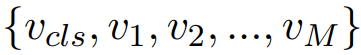 {v_{cls}, v_1, v_2, ..., v_M}